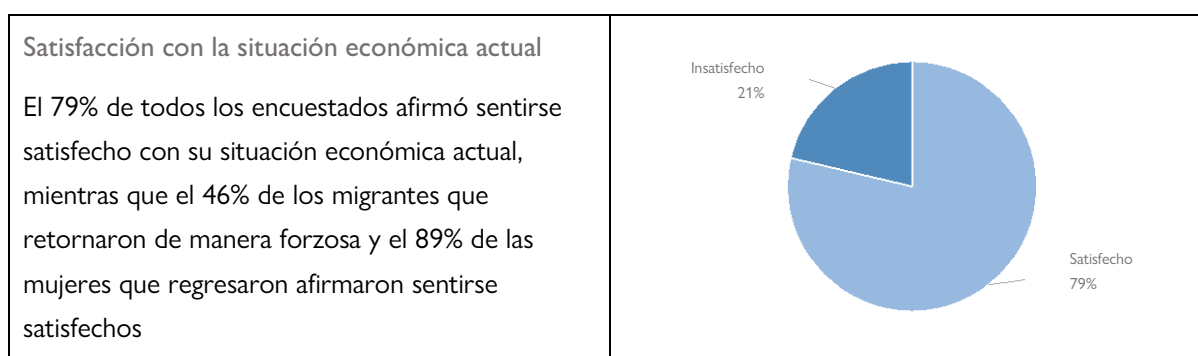 Satisfacción con la situación económica actual
El 79% de todos los encuestados afirmó sentirse
satisfecho con su situación económica actual,
mientras que el 46% de los migrantes que
retornaron de manera forzosa y el 89% de las
mujeres que regresaron afirmaron sentirse
satisfechos
Insatisfecho
21%
Satisfecho
79%